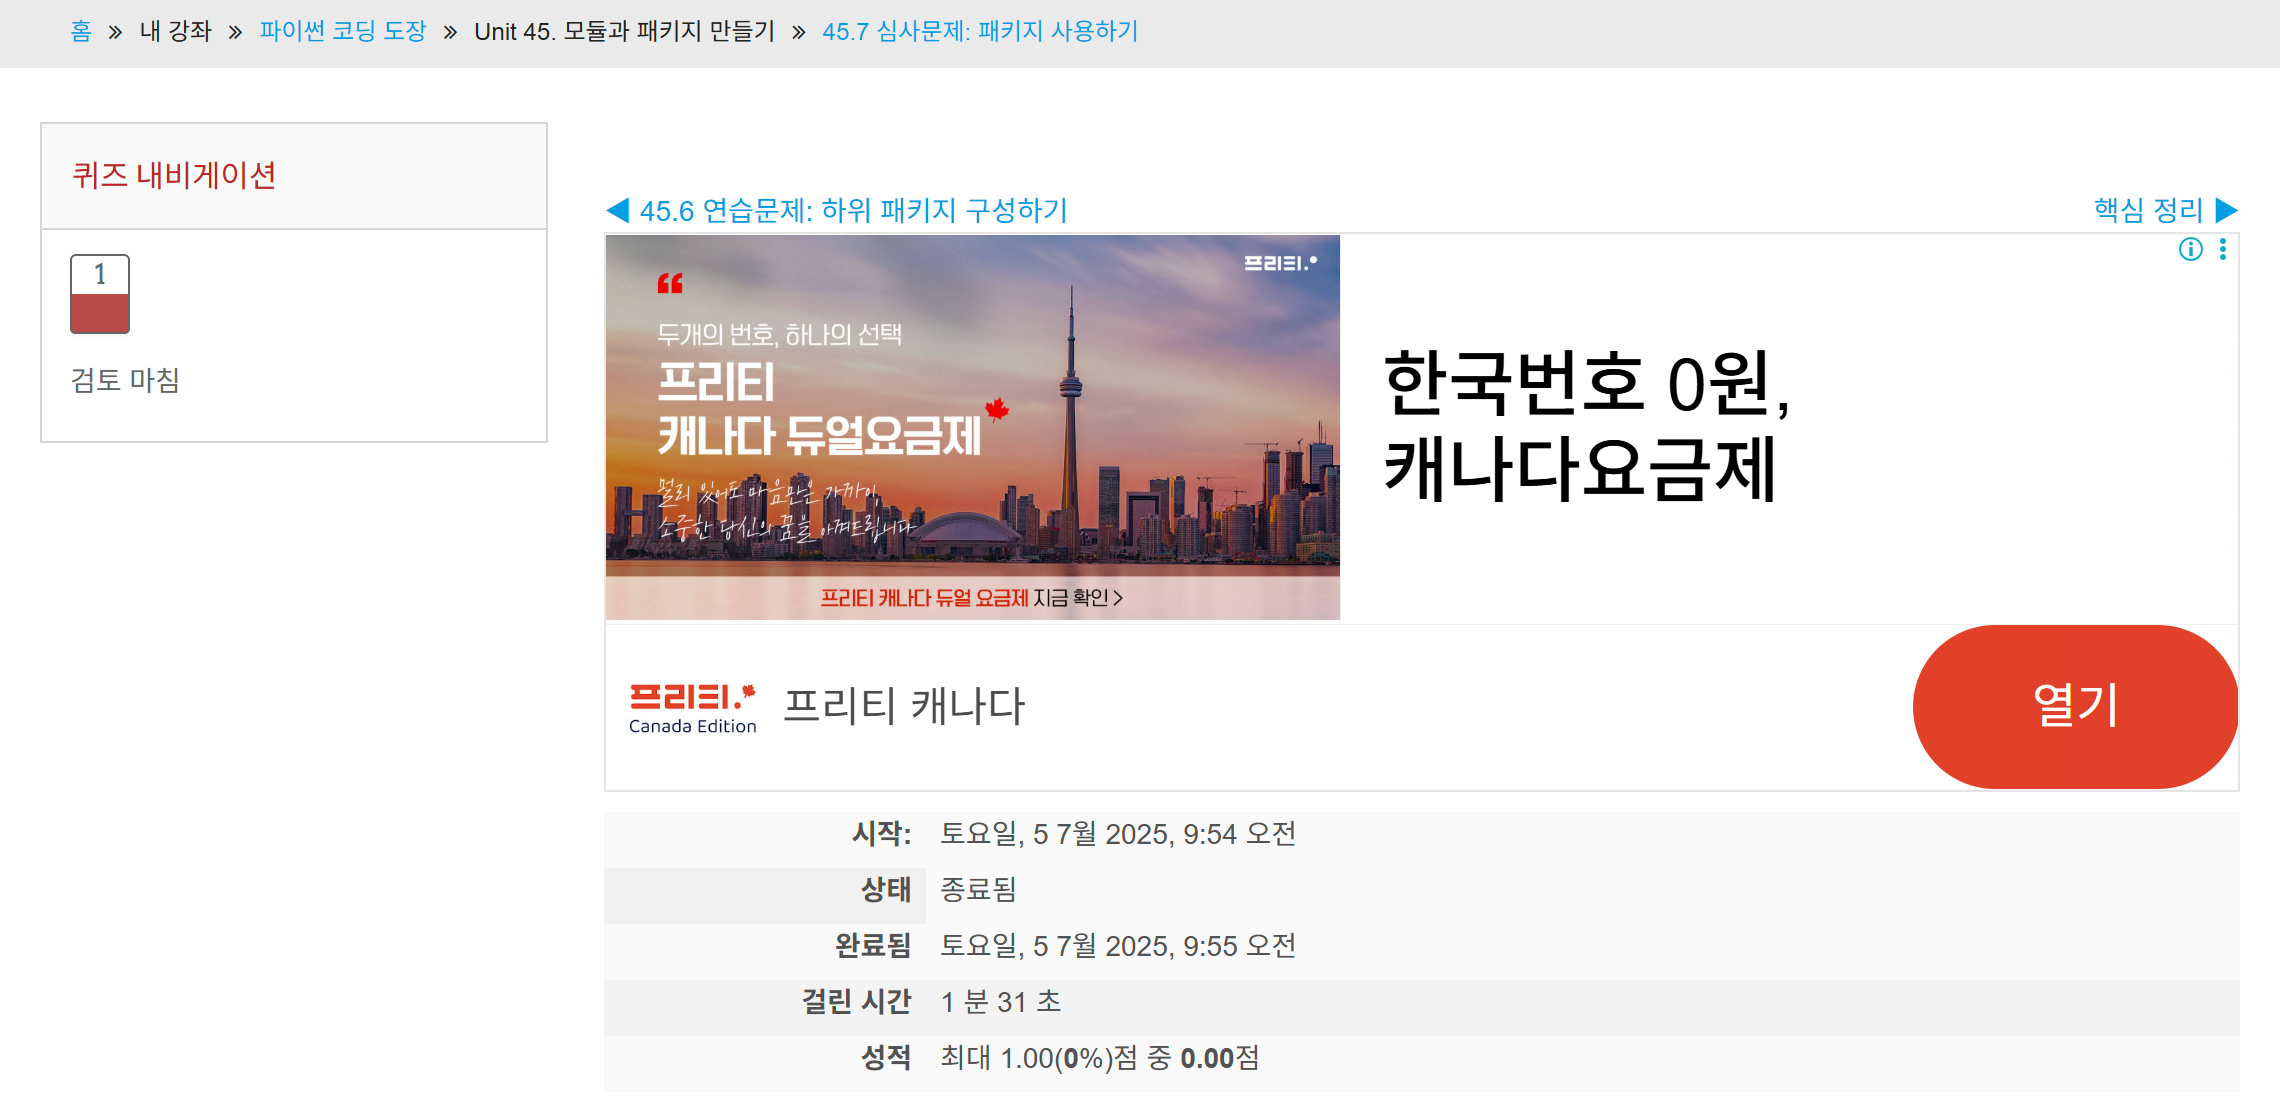 홈 » 내 강좌 » 파이썬 코딩 도장 » Unit 45. 모듈과 패키지 만들기 » 45.7 심사문제: 패키지 사용하기
퀴즈 내비게이션
1
검토 마침
◀ 45.6 연습문제: 하위 패키지 구성하기
핵심 정리 ▶
프리티.
“
두개의 번호, 하나의 선택
프리티
캐나다 듀얼요금제
멀리 있어도 마음만은 가까이,
소중한 당신의 꿈을 아껴드립니다
프리티 캐나다 듀얼 요금제 지금 확인 >
한국번호 0원,
캐나다요금제
프리티.
Canada Edition
프리티 캐나다
열기
시작: 토요일, 5 7월 2025, 9:54 오전
상태 종료됨
완료됨 토요일, 5 7월 2025, 9:55 오전
걸린 시간 1 분 31 초
성적 최대 1.00(0%)점 중 0.00점